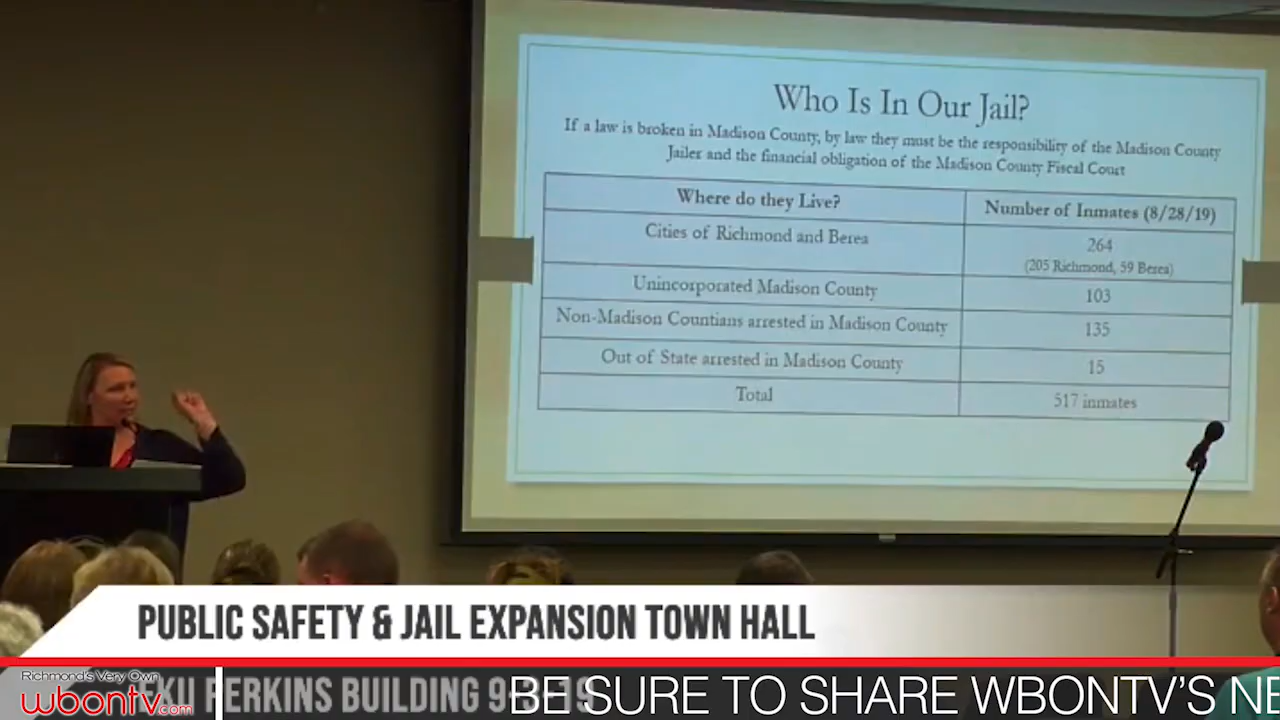 Who Is In Our Jail?
If a law is broken in Madison County, by law they must be the responsibility of the Madison County
Jailer and the financial obligation of the Madison County Fiscal Court
Where do they Live?
Number of Inmates (8/28/19)
Cities of Richmond and Berea
264
(205 Richmond, 59 Berea)
Unincorporated Madison County
103
Non-Madison Countians arrested in Madison County
135
Out of State arrested in Madison County
15
Total
517 inmates
PUBLIC SAFETY & JAIL EXPANSION TOWN HALL
Richmond's Very Own
wbontv.com
EKU PERKINS BUILDING
BE SURE TO SHARE WBONTV'S NE